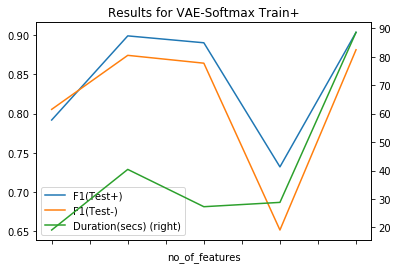 Results for VAE-Softmax Train+
0.90
0.85
0.80
0.75
0.70
0.65
90
80
70
60
50
40
30
20
F1(Test+)
F1(Test-)
Duration(secs) (right)
no_of_features